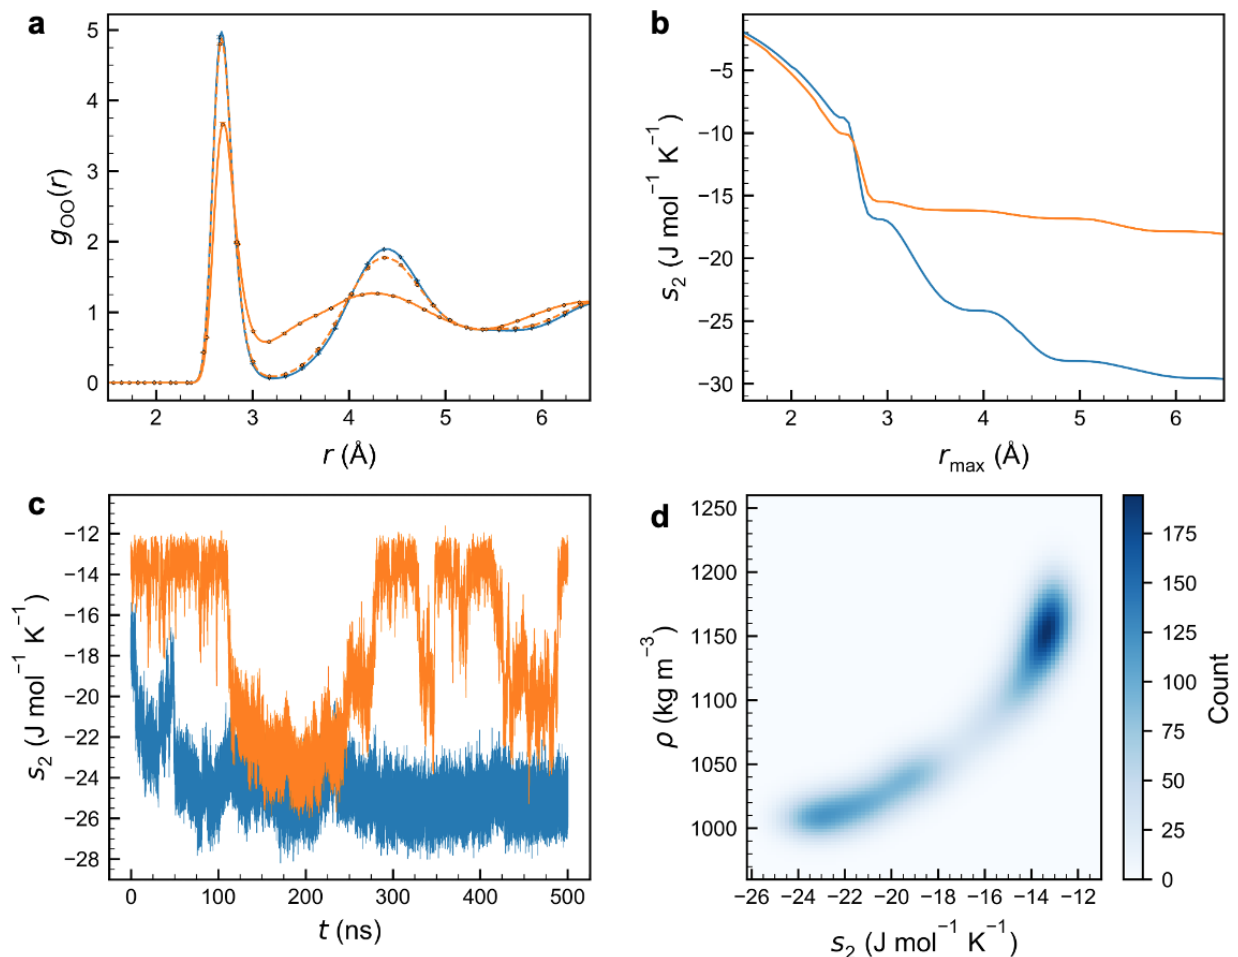 a
5
4
3
2
1
0
g_OO(r)
2 3 4 5 6
r (Å)
b
−5
−10
−15
−20
−25
−30
s₂ (J mol⁻¹ K⁻¹)
2 3 4 5 6
r_max (Å)
c
−12
−14
−16
−18
−20
−22
−24
−26
−28
s₂ (J mol⁻¹ K⁻¹)
0 100 200 300 400 500
t (ns)
d
1250
1200
1150
1100
1050
1000
ρ (kg m⁻³)
−26 −24 −22 −20 −18 −16 −14 −12
s₂ (J mol⁻¹ K⁻¹)
175
150
125
100
75
50
25
0
Count